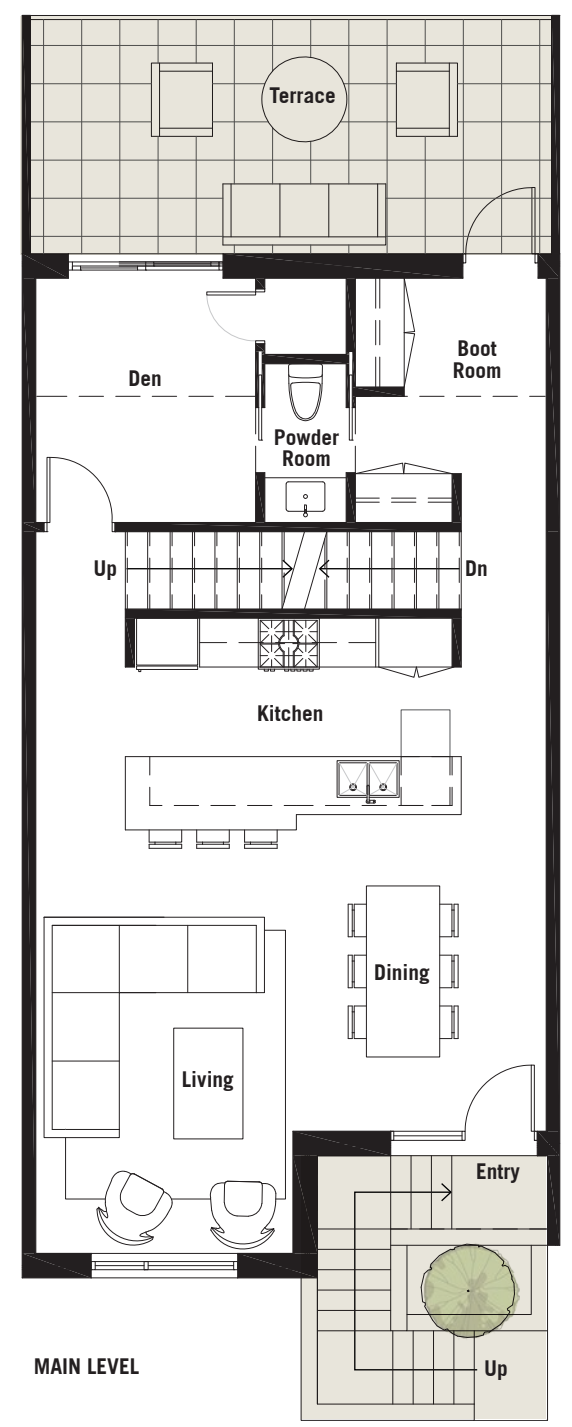 Terrace
Boot
Room
Den
Powder
Room
Up
Dn
Kitchen
Dining
Living
Entry
MAIN LEVEL
Up